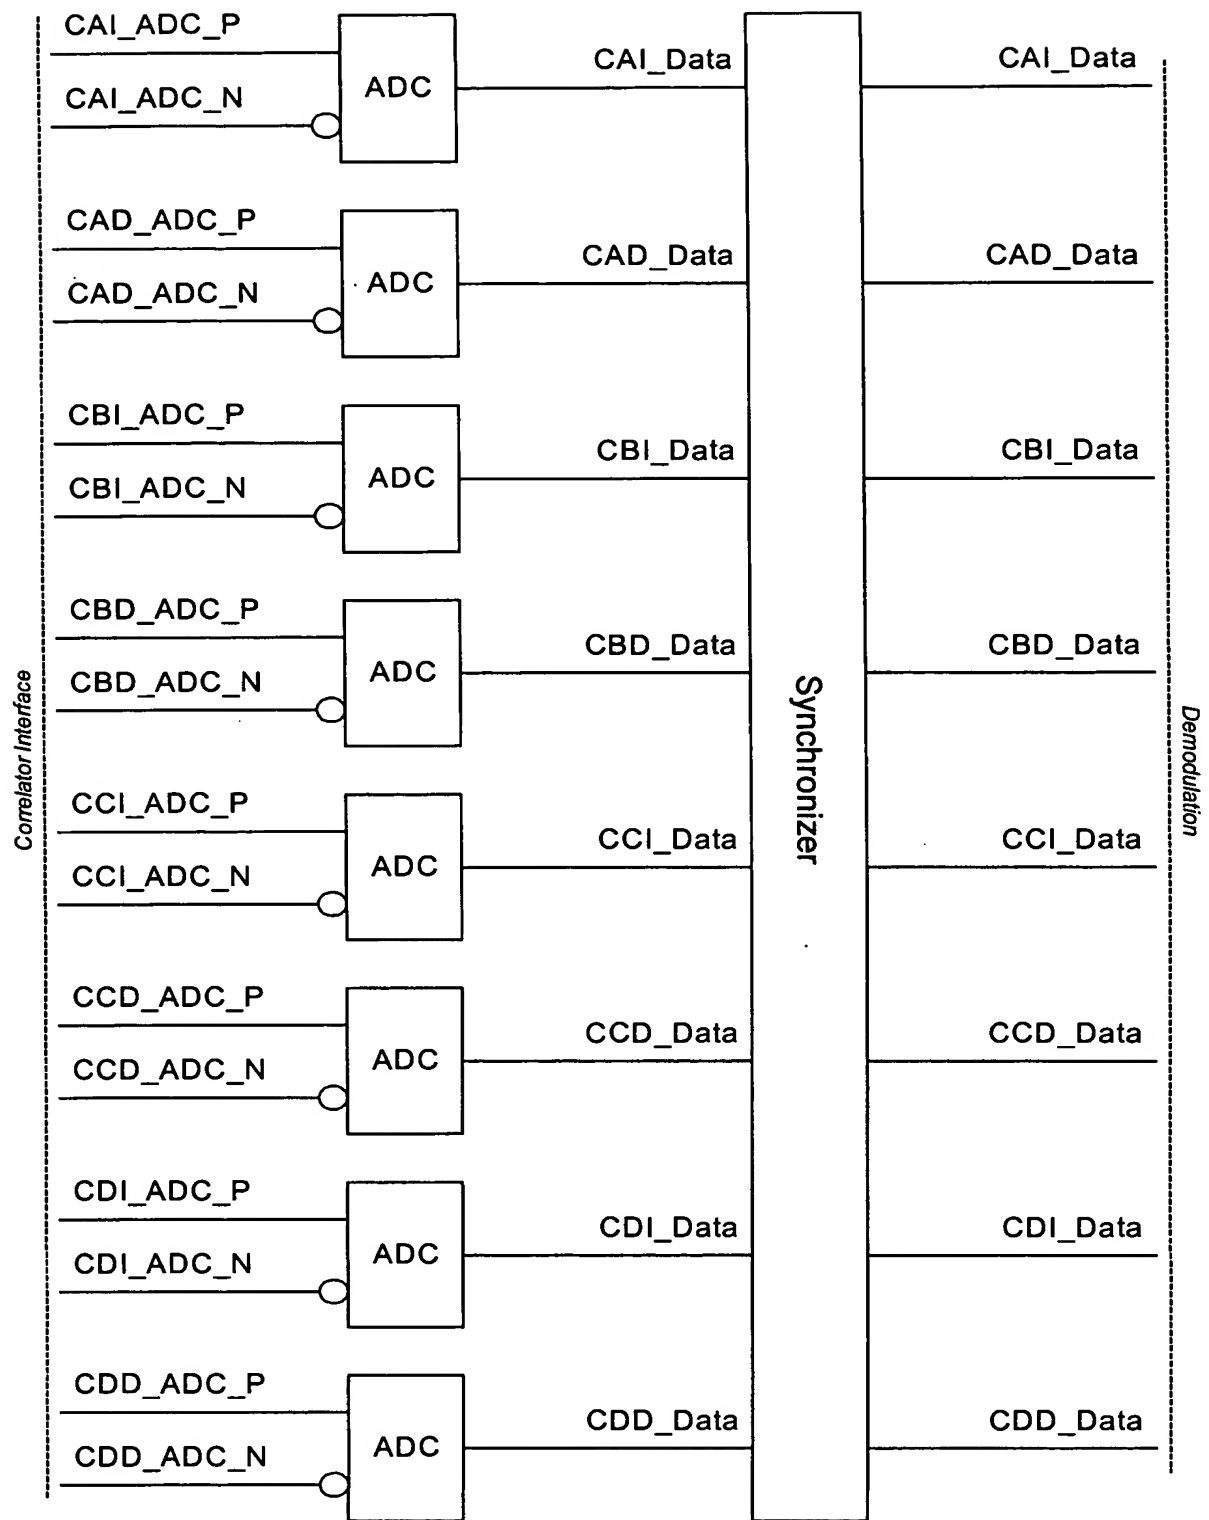 CAI_ADC_P
CAI_ADC_N
ADC
CAI_Data
CAI_Data
CAD_ADC_P
CAD_ADC_N
ADC
CAD_Data
CAD_Data
CBI_ADC_P
CBI_ADC_N
ADC
CBI_Data
CBI_Data
CBD_ADC_P
CBD_ADC_N
ADC
CBD_Data
CBD_Data
Correlator Interface
Synchronizer
Demodulation
CCI_ADC_P
CCI_ADC_N
ADC
CCI_Data
CCI_Data
CCD_ADC_P
CCD_ADC_N
ADC
CCD_Data
CCD_Data
CDI_ADC_P
CDI_ADC_N
ADC
CDI_Data
CDI_Data
CDD_ADC_P
CDD_ADC_N
ADC
CDD_Data
CDD_Data